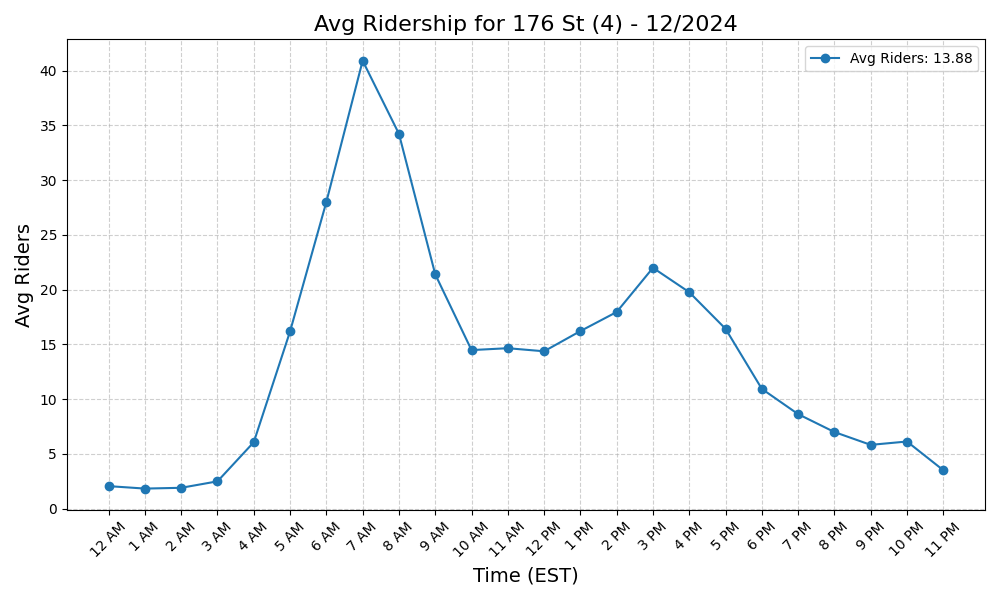 Avg Ridership for 176 St (4) - 12/2024
Avg Riders: 13.88
Avg Riders
40
35
30
25
20
15
10
5
0
12 AM
1 AM
2 AM
3 AM
4 AM
5 AM
6 AM
7 AM
8 AM
9 AM
10 AM
11 AM
12 PM
1 PM
2 PM
3 PM
4 PM
5 PM
6 PM
7 PM
8 PM
9 PM
10 PM
11 PM
Time (EST)